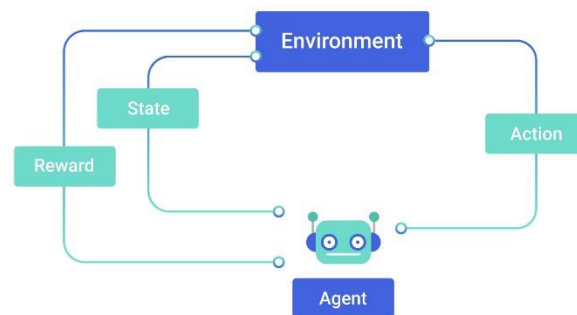 Environment
State
Action
Reward
Agent